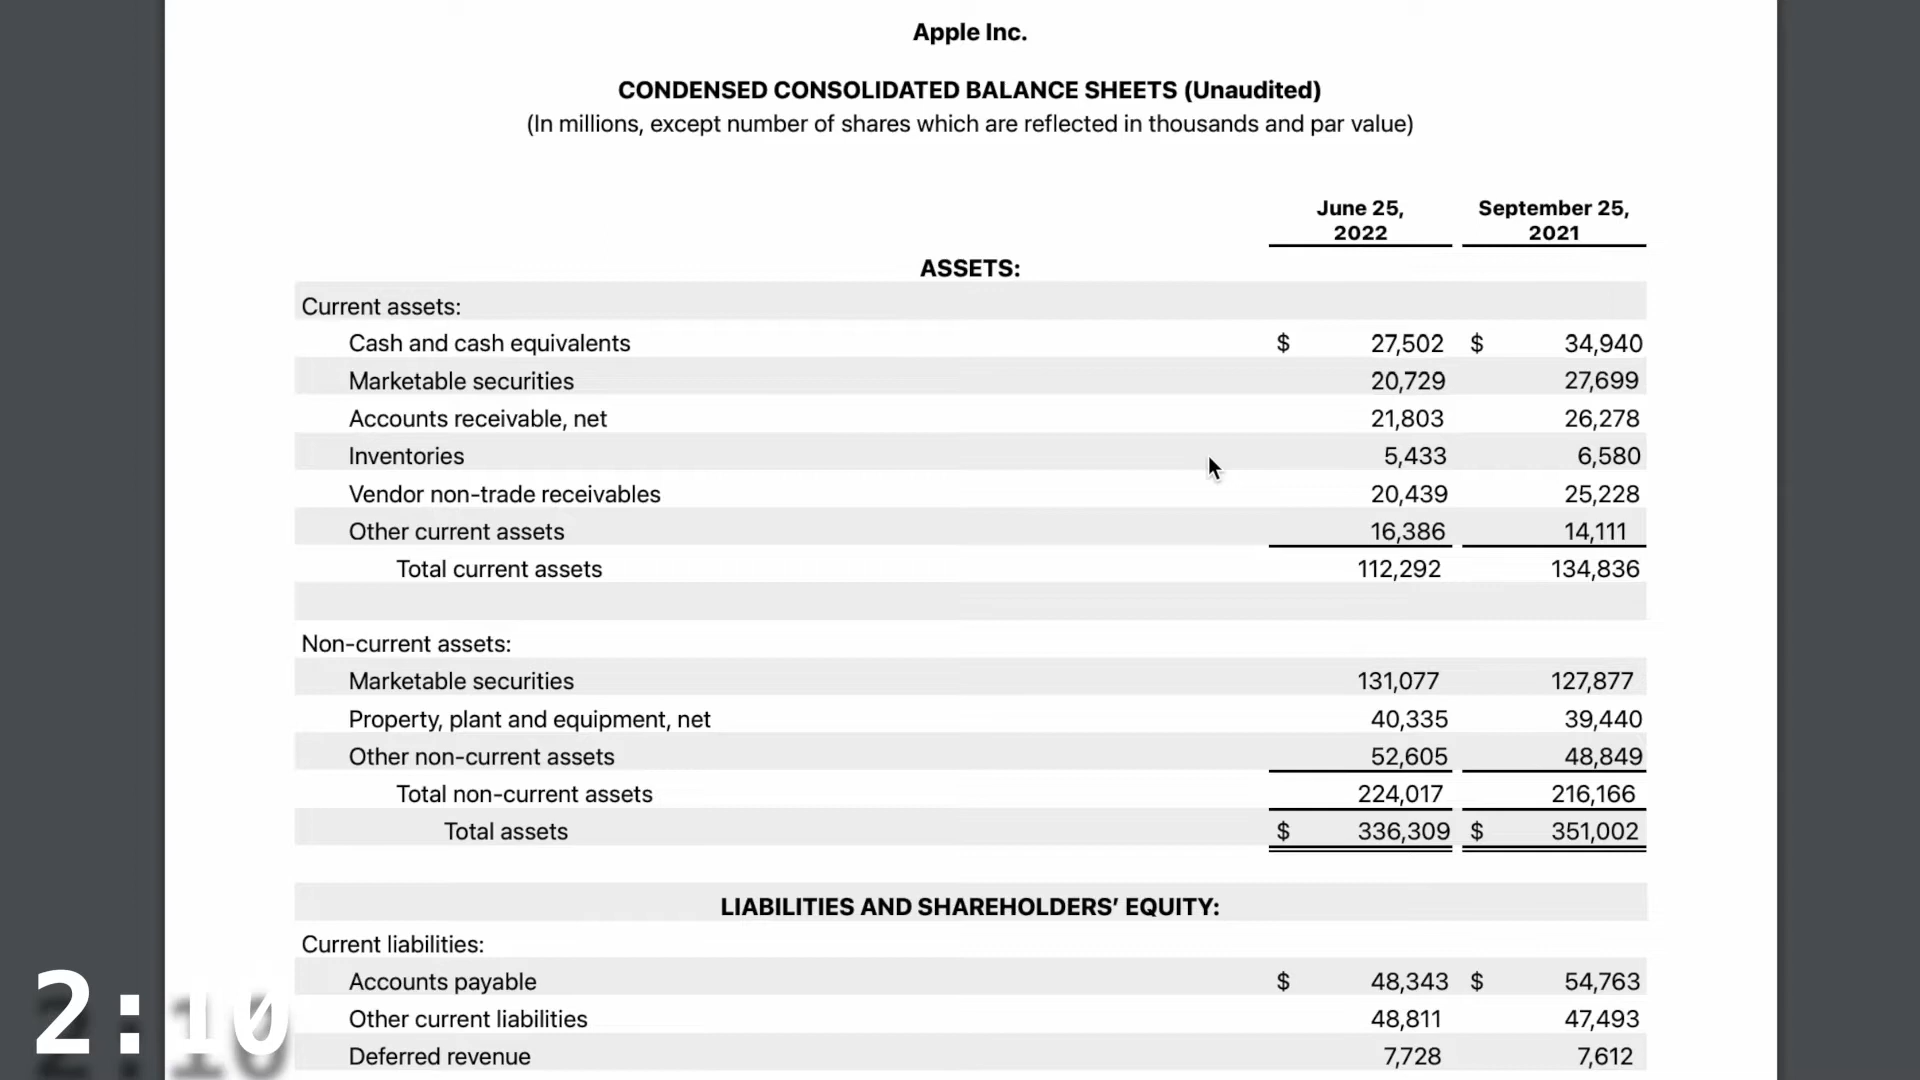 Apple Inc.
CONDENSED CONSOLIDATED BALANCE SHEETS (Unaudited)
(In millions, except number of shares which are reflected in thousands and par value)
June 25, 2022 September 25, 2021
ASSETS:
Current assets:
Cash and cash equivalents $ 27,502 $ 34,940
Marketable securities 20,729 27,699
Accounts receivable, net 21,803 26,278
Inventories 5,433 6,580
Vendor non-trade receivables 20,439 25,228
Other current assets 16,386 14,111
Total current assets 112,292 134,836
Non-current assets:
Marketable securities 131,077 127,877
Property, plant and equipment, net 40,335 39,440
Other non-current assets 52,605 48,849
Total non-current assets 224,017 216,166
Total assets $ 336,309 $ 351,002
LIABILITIES AND SHAREHOLDERS’ EQUITY:
Current liabilities:
Accounts payable $ 48,343 $ 54,763
Other current liabilities 48,811 47,493
Deferred revenue 7,728 7,612
2:10